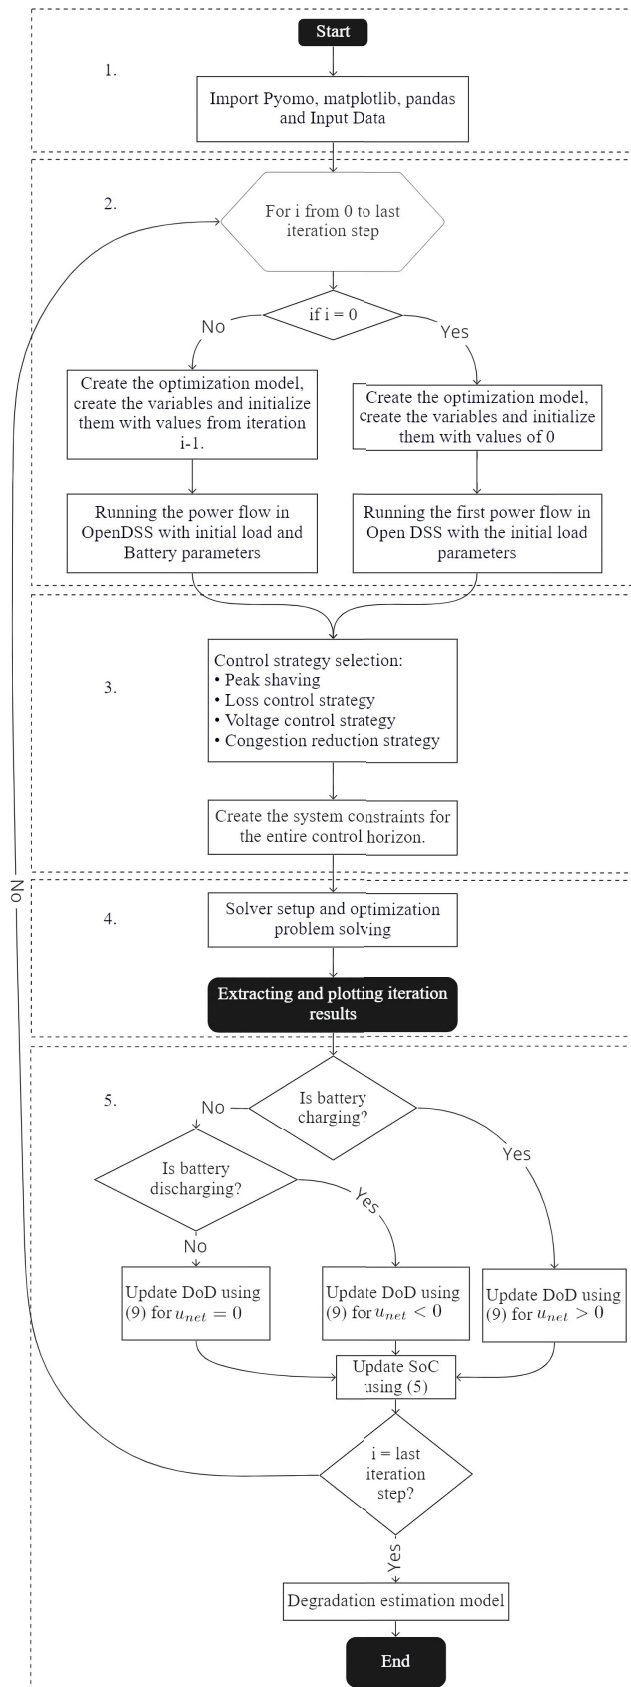 Start
1.
Import Pyomo, matplotlib, pandas
and Input Data
2.
For i from 0 to last
iteration step
if i = 0
No
Yes
Create the optimization model,
create the variables and initialize
them with values from iteration
i-1.
Create the optimization model,
create the variables and initialize
them with values of 0
Running the power flow in
OpenDSS with initial load and
Battery parameters
Running the first power flow in
Open DSS with the initial load
parameters
3.
Control strategy selection:
• Peak shaving
• Loss control strategy
• Voltage control strategy
• Congestion reduction strategy
Create the system constraints for
the entire control horizon.
No
4.
Solver setup and optimization
problem solving
Extracting and plotting iteration
results
5.
Is battery
charging?
No
Yes
Is battery
discharging?
Yes
No
Update DoD using
(9) for u_net = 0
Update DoD using
(9) for u_net < 0
Update DoD using
(9) for u_net > 0
Update SoC
using (5)
i = last
iteration
step?
Yes
Degradation estimation model
End